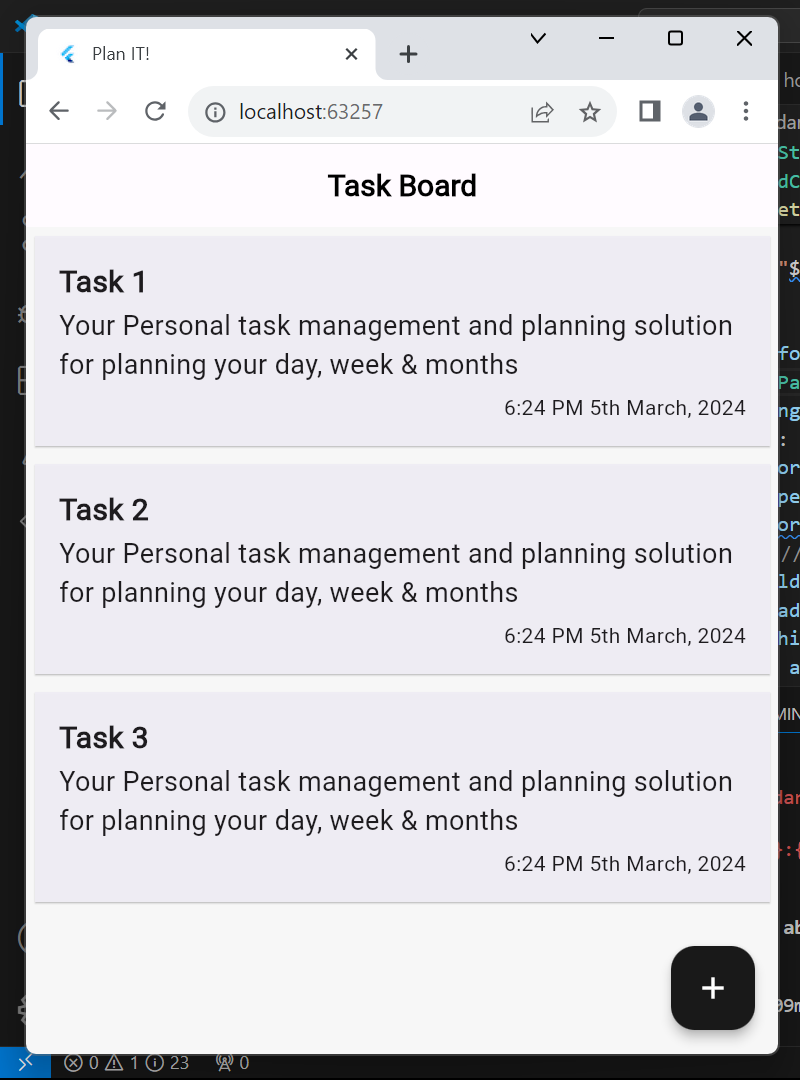 Plan IT!
localhost:63257
Task Board
Task 1
Your Personal task management and planning solution
for planning your day, week & months
6:24 PM 5th March, 2024
Task 2
Your Personal task management and planning solution
for planning your day, week & months
6:24 PM 5th March, 2024
Task 3
Your Personal task management and planning solution
for planning your day, week & months
6:24 PM 5th March, 2024
0 1 23 0